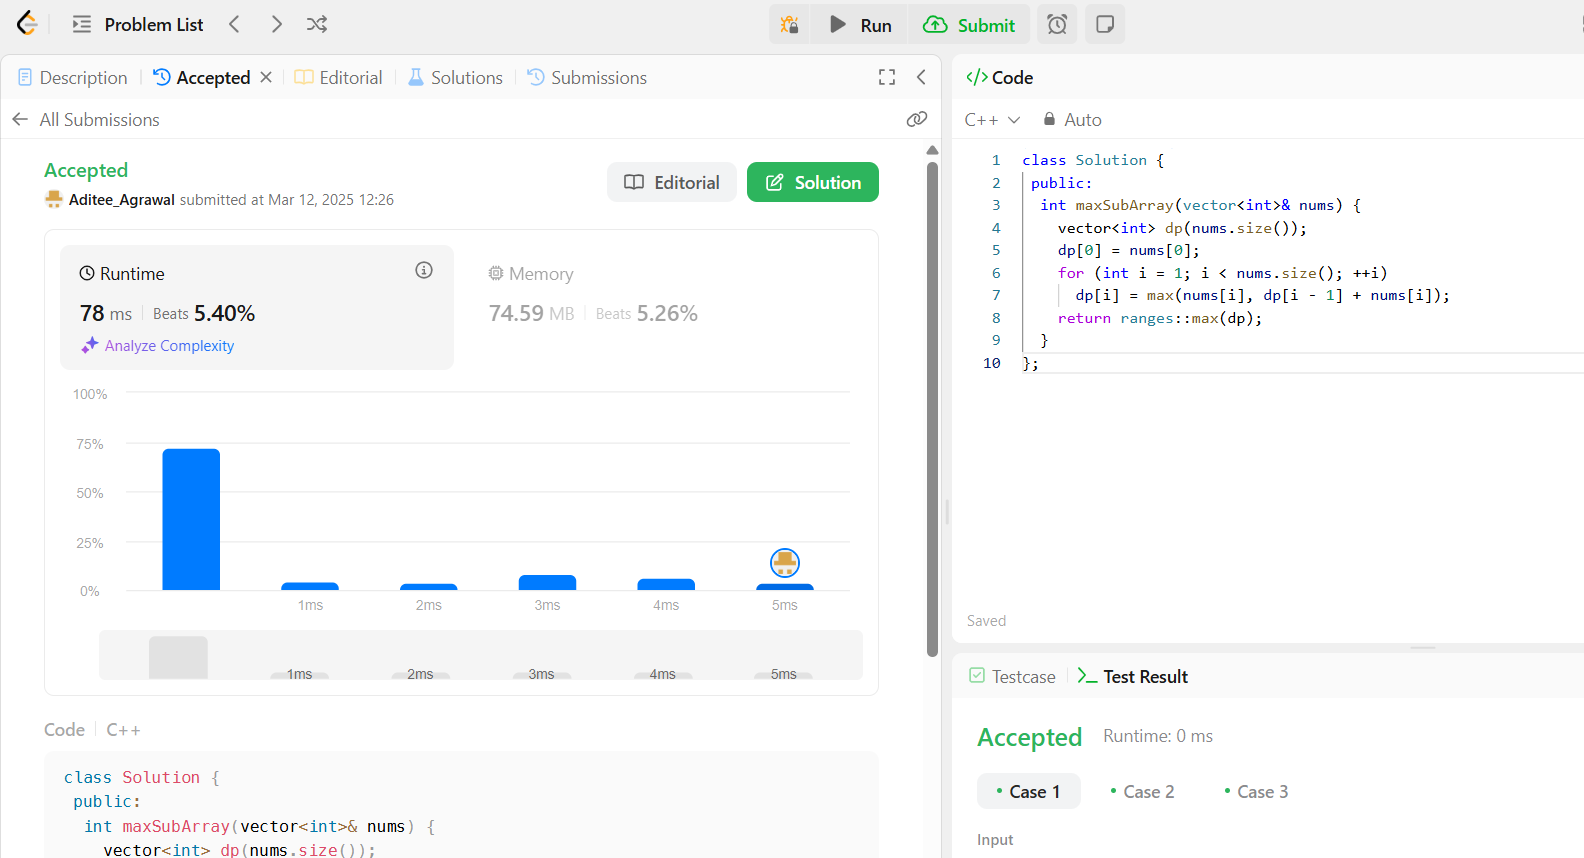 Problem List
Run
Submit
Description
Accepted
Editorial
Solutions
Submissions
All Submissions
Accepted
Aditee_Agrawal submitted at Mar 12, 2025 12:26
Editorial
Solution
Runtime
78 ms
Beats 5.40%
Analyze Complexity
Memory
74.59 MB
Beats 5.26%
100%
75%
50%
25%
0%
1ms
2ms
3ms
4ms
5ms
1ms
2ms
3ms
4ms
5ms
Code
C++
class Solution {
public:
int maxSubArray(vector<int>& nums) {
vector<int> dp(nums.size());
</> Code
C++
Auto
1 class Solution {
2 public:
3 int maxSubArray(vector<int>& nums) {
4 vector<int> dp(nums.size());
5 dp[0] = nums[0];
6 for (int i = 1; i < nums.size(); ++i)
7 dp[i] = max(nums[i], dp[i - 1] + nums[i]);
8 return ranges::max(dp);
9 }
10 };
Saved
Testcase
Test Result
Accepted
Runtime: 0 ms
Case 1
Case 2
Case 3
Input